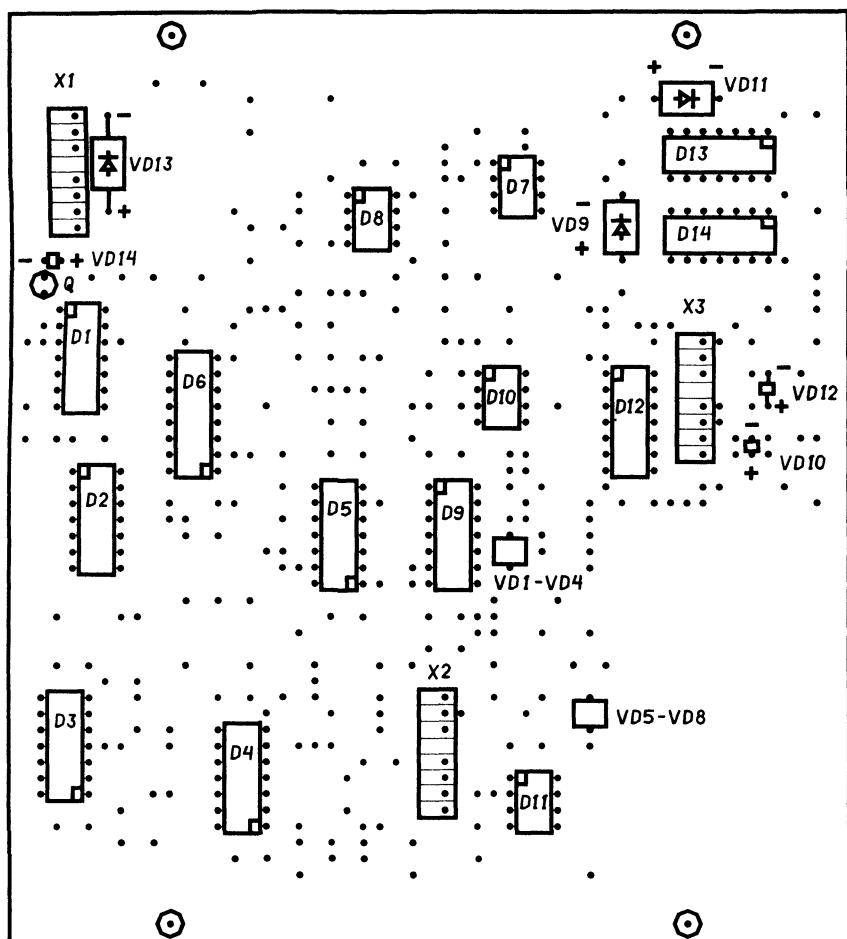 X1
+ -
VD11
-
VD13
D13
D7
+
D8
-
VD9
+
D14
- + VD14
Q
X3
D1
D6
-
VD12
+
D10
D12
-
VD10
+
D2
D5
D9
VD1-VD4
X2
D3
VD5-VD8
D4
D11